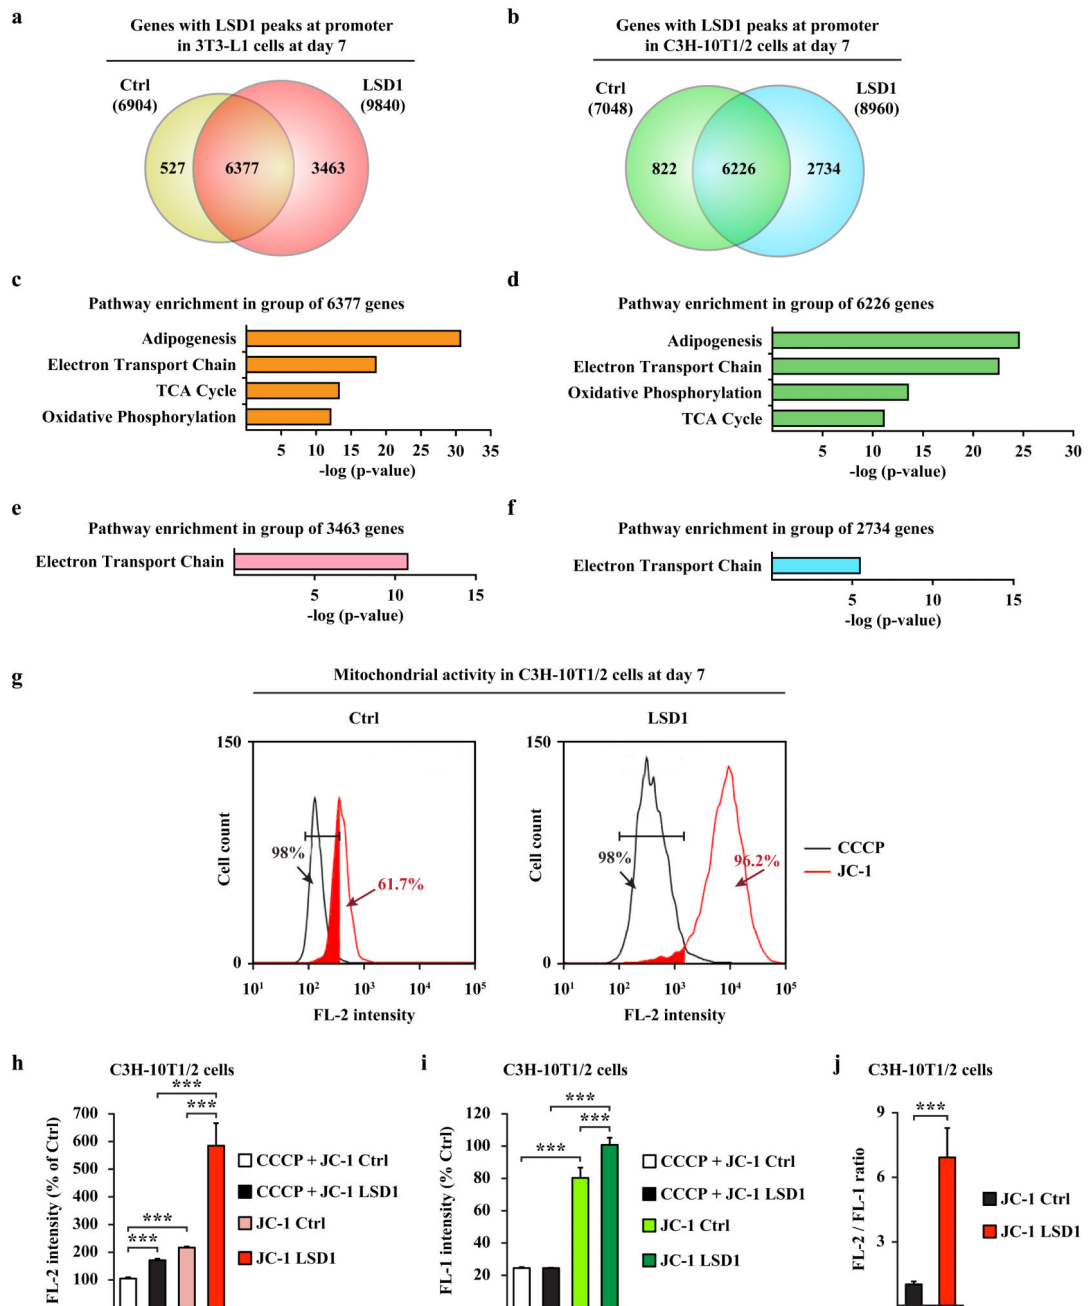 a
Genes with LSD1 peaks at promoter
in 3T3-L1 cells at day 7
Ctrl
(6904)
LSD1
(9840)
527
6377
3463
b
Genes with LSD1 peaks at promoter
in C3H-10T1/2 cells at day 7
Ctrl
(7048)
LSD1
(8960)
822
6226
2734
c
Pathway enrichment in group of 6377 genes
Adipogenesis
Electron Transport Chain
TCA Cycle
Oxidative Phosphorylation
5 10 15 20 25 30 35
-log (p-value)
d
Pathway enrichment in group of 6226 genes
Adipogenesis
Electron Transport Chain
Oxidative Phosphorylation
TCA Cycle
5 10 15 20 25 30
-log (p-value)
e
Pathway enrichment in group of 3463 genes
Electron Transport Chain
5 10 15
-log (p-value)
f
Pathway enrichment in group of 2734 genes
Electron Transport Chain
5 10 15
-log (p-value)
g
Mitochondrial activity in C3H-10T1/2 cells at day 7
Ctrl
150
Cell count
98%
61.7%
0
10¹ 10² 10³ 10⁴ 10⁵
FL-2 intensity
LSD1
150
Cell count
98%
96.2%
0
10¹ 10² 10³ 10⁴ 10⁵
FL-2 intensity
CCCP
JC-1
h
C3H-10T1/2 cells
***
***
***
***
700
600
500
400
300
200
100
FL-2 intensity (% of Ctrl)
CCCP + JC-1 Ctrl
CCCP + JC-1 LSD1
JC-1 Ctrl
JC-1 LSD1
i
C3H-10T1/2 cells
***
***
***
120
100
80
60
40
20
FL-1 intensity (% Ctrl)
CCCP + JC-1 Ctrl
CCCP + JC-1 LSD1
JC-1 Ctrl
JC-1 LSD1
j
C3H-10T1/2 cells
***
9
6
3
FL-2 / FL-1 ratio
JC-1 Ctrl
JC-1 LSD1